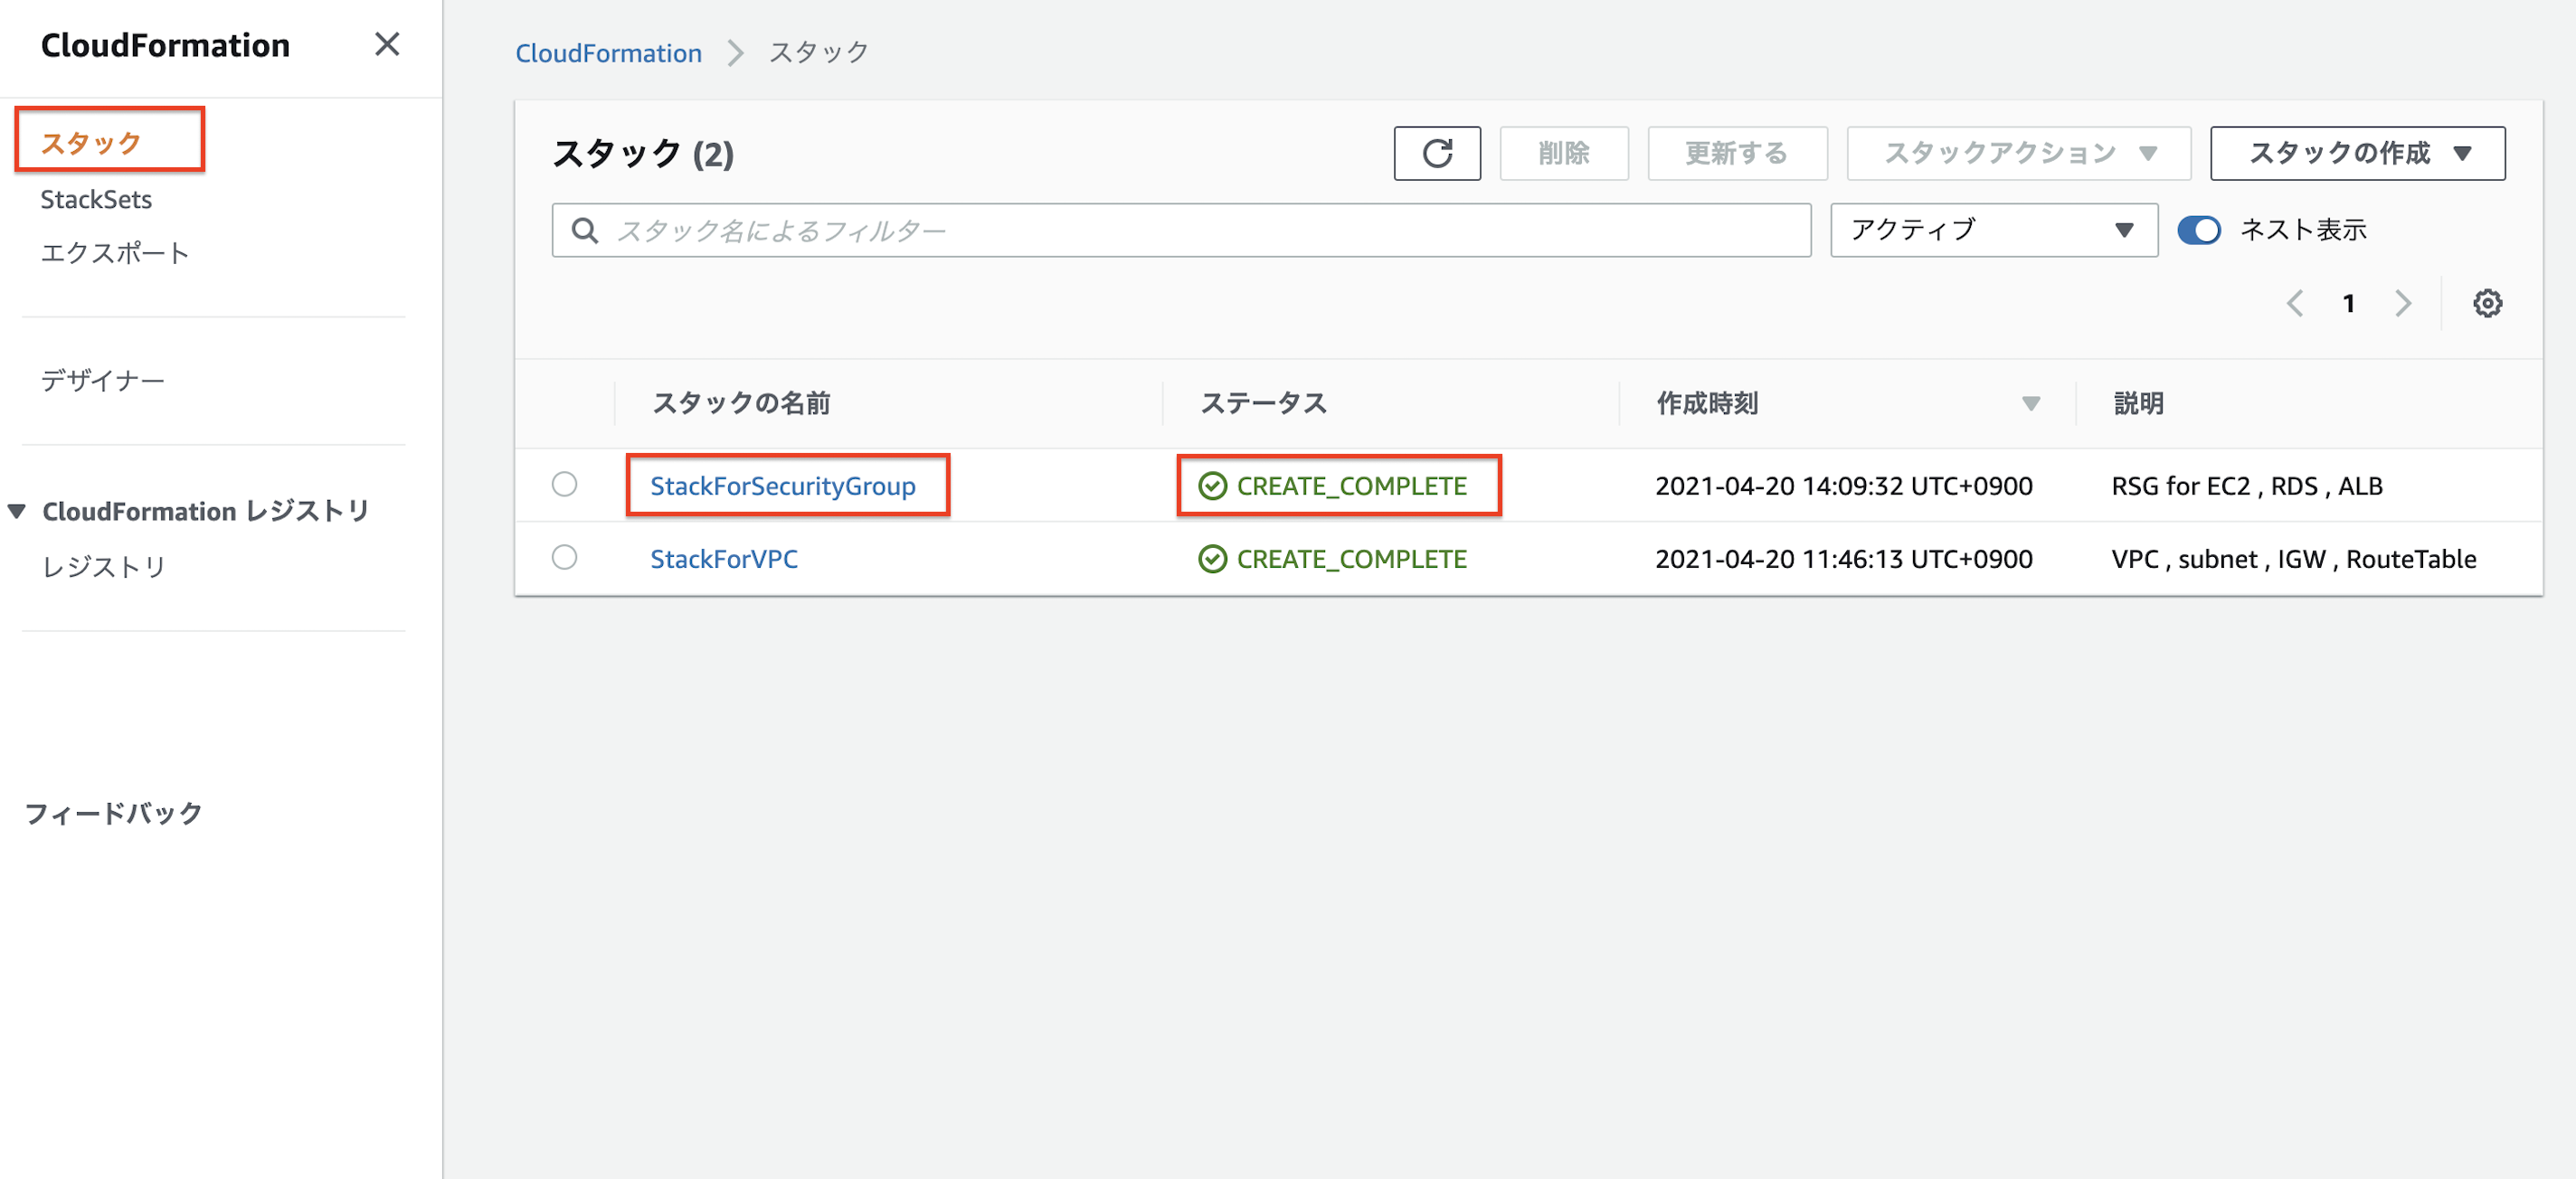 CloudFormation
スタック
StackSets
エクスポート
デザイナー
CloudFormation レジストリ
レジストリ
フィードバック
CloudFormation スタック
スタック (2)
削除 更新する スタックアクション スタックの作成
スタック名によるフィルター アクティブ ネスト表示
1
スタックの名前 ステータス 作成時刻 説明
StackForSecurityGroup CREATE_COMPLETE 2021-04-20 14:09:32 UTC+0900 RSG for EC2 , RDS , ALB
StackForVPC CREATE_COMPLETE 2021-04-20 11:46:13 UTC+0900 VPC , subnet , IGW , RouteTable